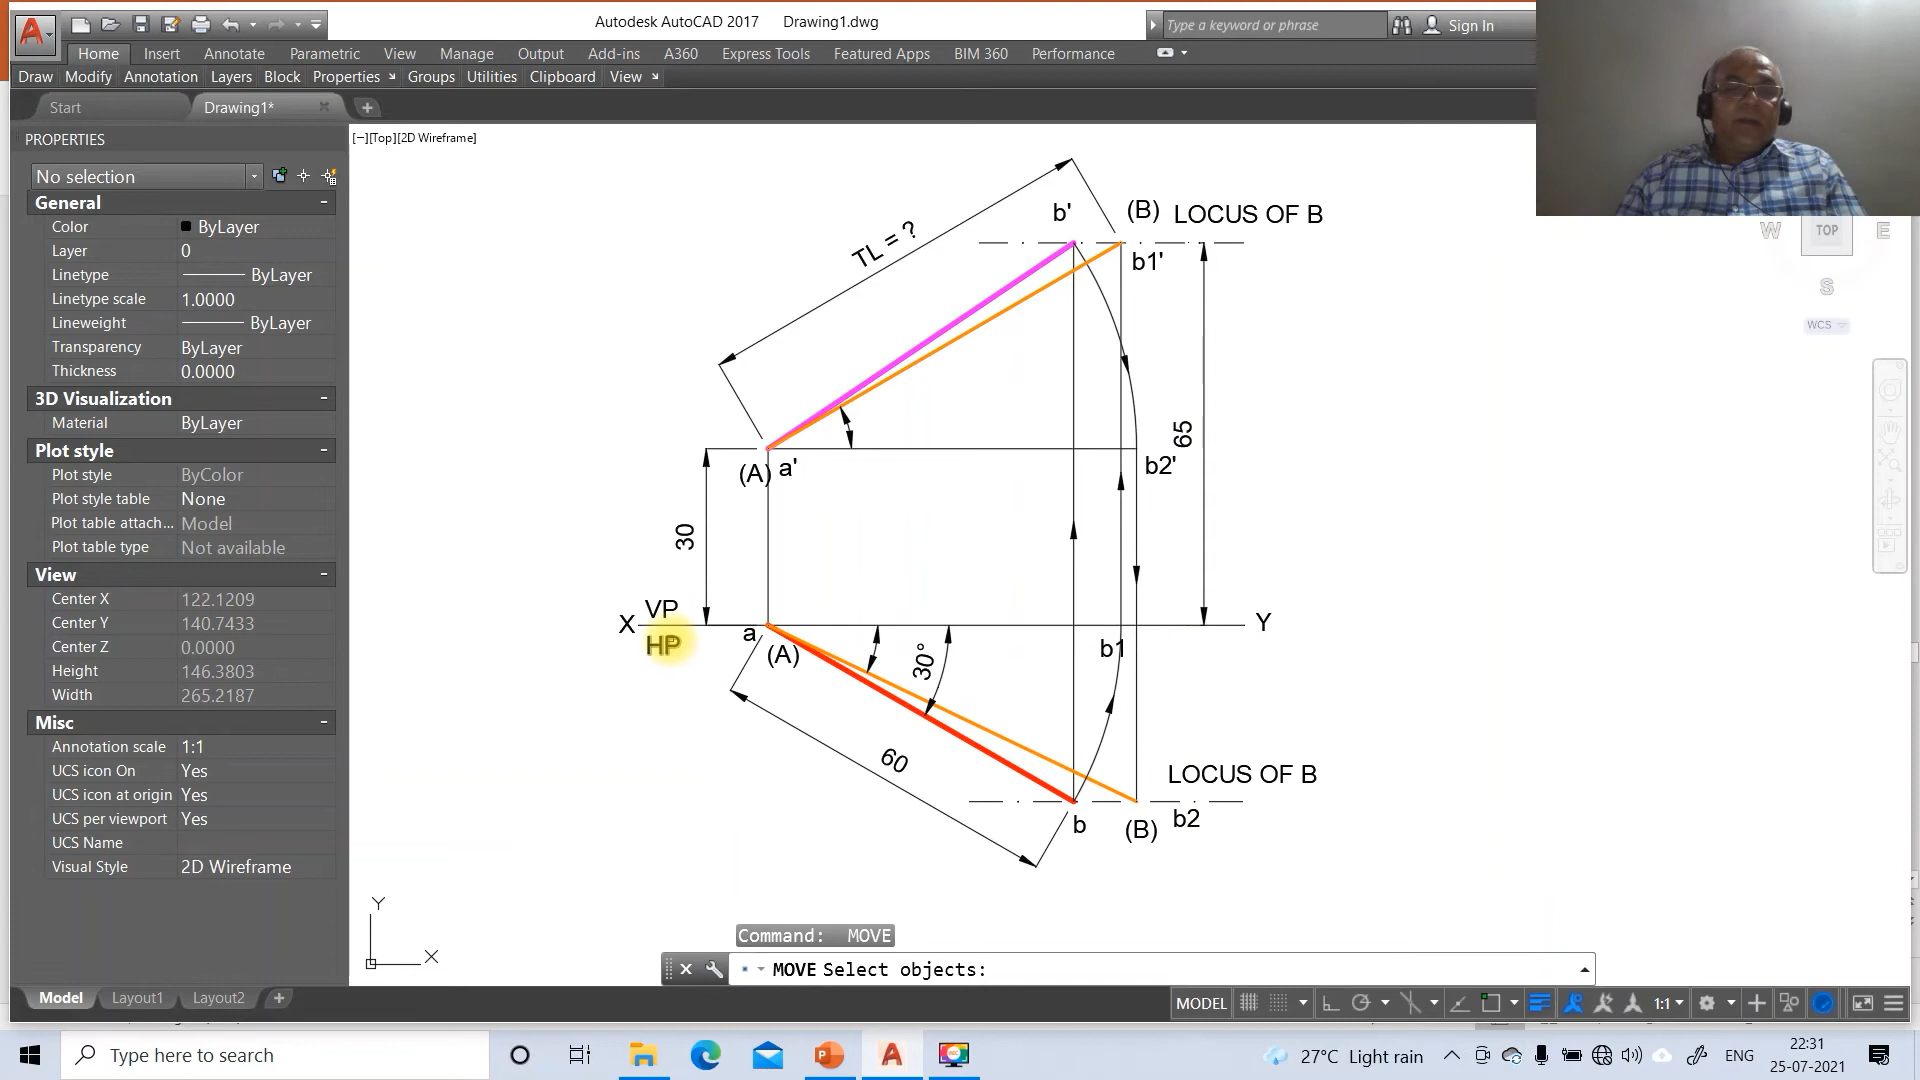 Autodesk AutoCAD 2017 Drawing1.dwg
Type a keyword or phrase
Sign In
Home Insert Annotate Parametric View Manage Output Add-ins A360 Express Tools Featured Apps BIM 360 Performance
Draw Modify Annotation Layers Block Properties Groups Utilities Clipboard View
Start
Drawing1*
PROPERTIES
No selection
General
Color ByLayer
Layer 0
Linetype ByLayer
Linetype scale 1.0000
Lineweight ByLayer
Transparency ByLayer
Thickness 0.0000
3D Visualization
Material ByLayer
Plot style
Plot style ByColor
Plot style table None
Plot table attach... Model
Plot table type Not available
View
Center X 122.1209
Center Y 140.7433
Center Z 0.0000
Height 146.3803
Width 265.2187
Misc
Annotation scale 1:1
UCS icon On Yes
UCS icon at origin Yes
UCS per viewport Yes
UCS Name
Visual Style 2D Wireframe
[−][Top][2D Wireframe]
TL = ?
b'
(B) LOCUS OF B
b1'
65
(A) a'
b2'
30
X VP
HP
Y
a
(A)
30°
b1
60
LOCUS OF B
b
(B)
b2
W
TOP
E
S
WCS
Y
X
Command: MOVE
MOVE Select objects:
Model Layout1 Layout2
MODEL
1:1
Type here to search
27°C Light rain
ENG
22:31
25-07-2021